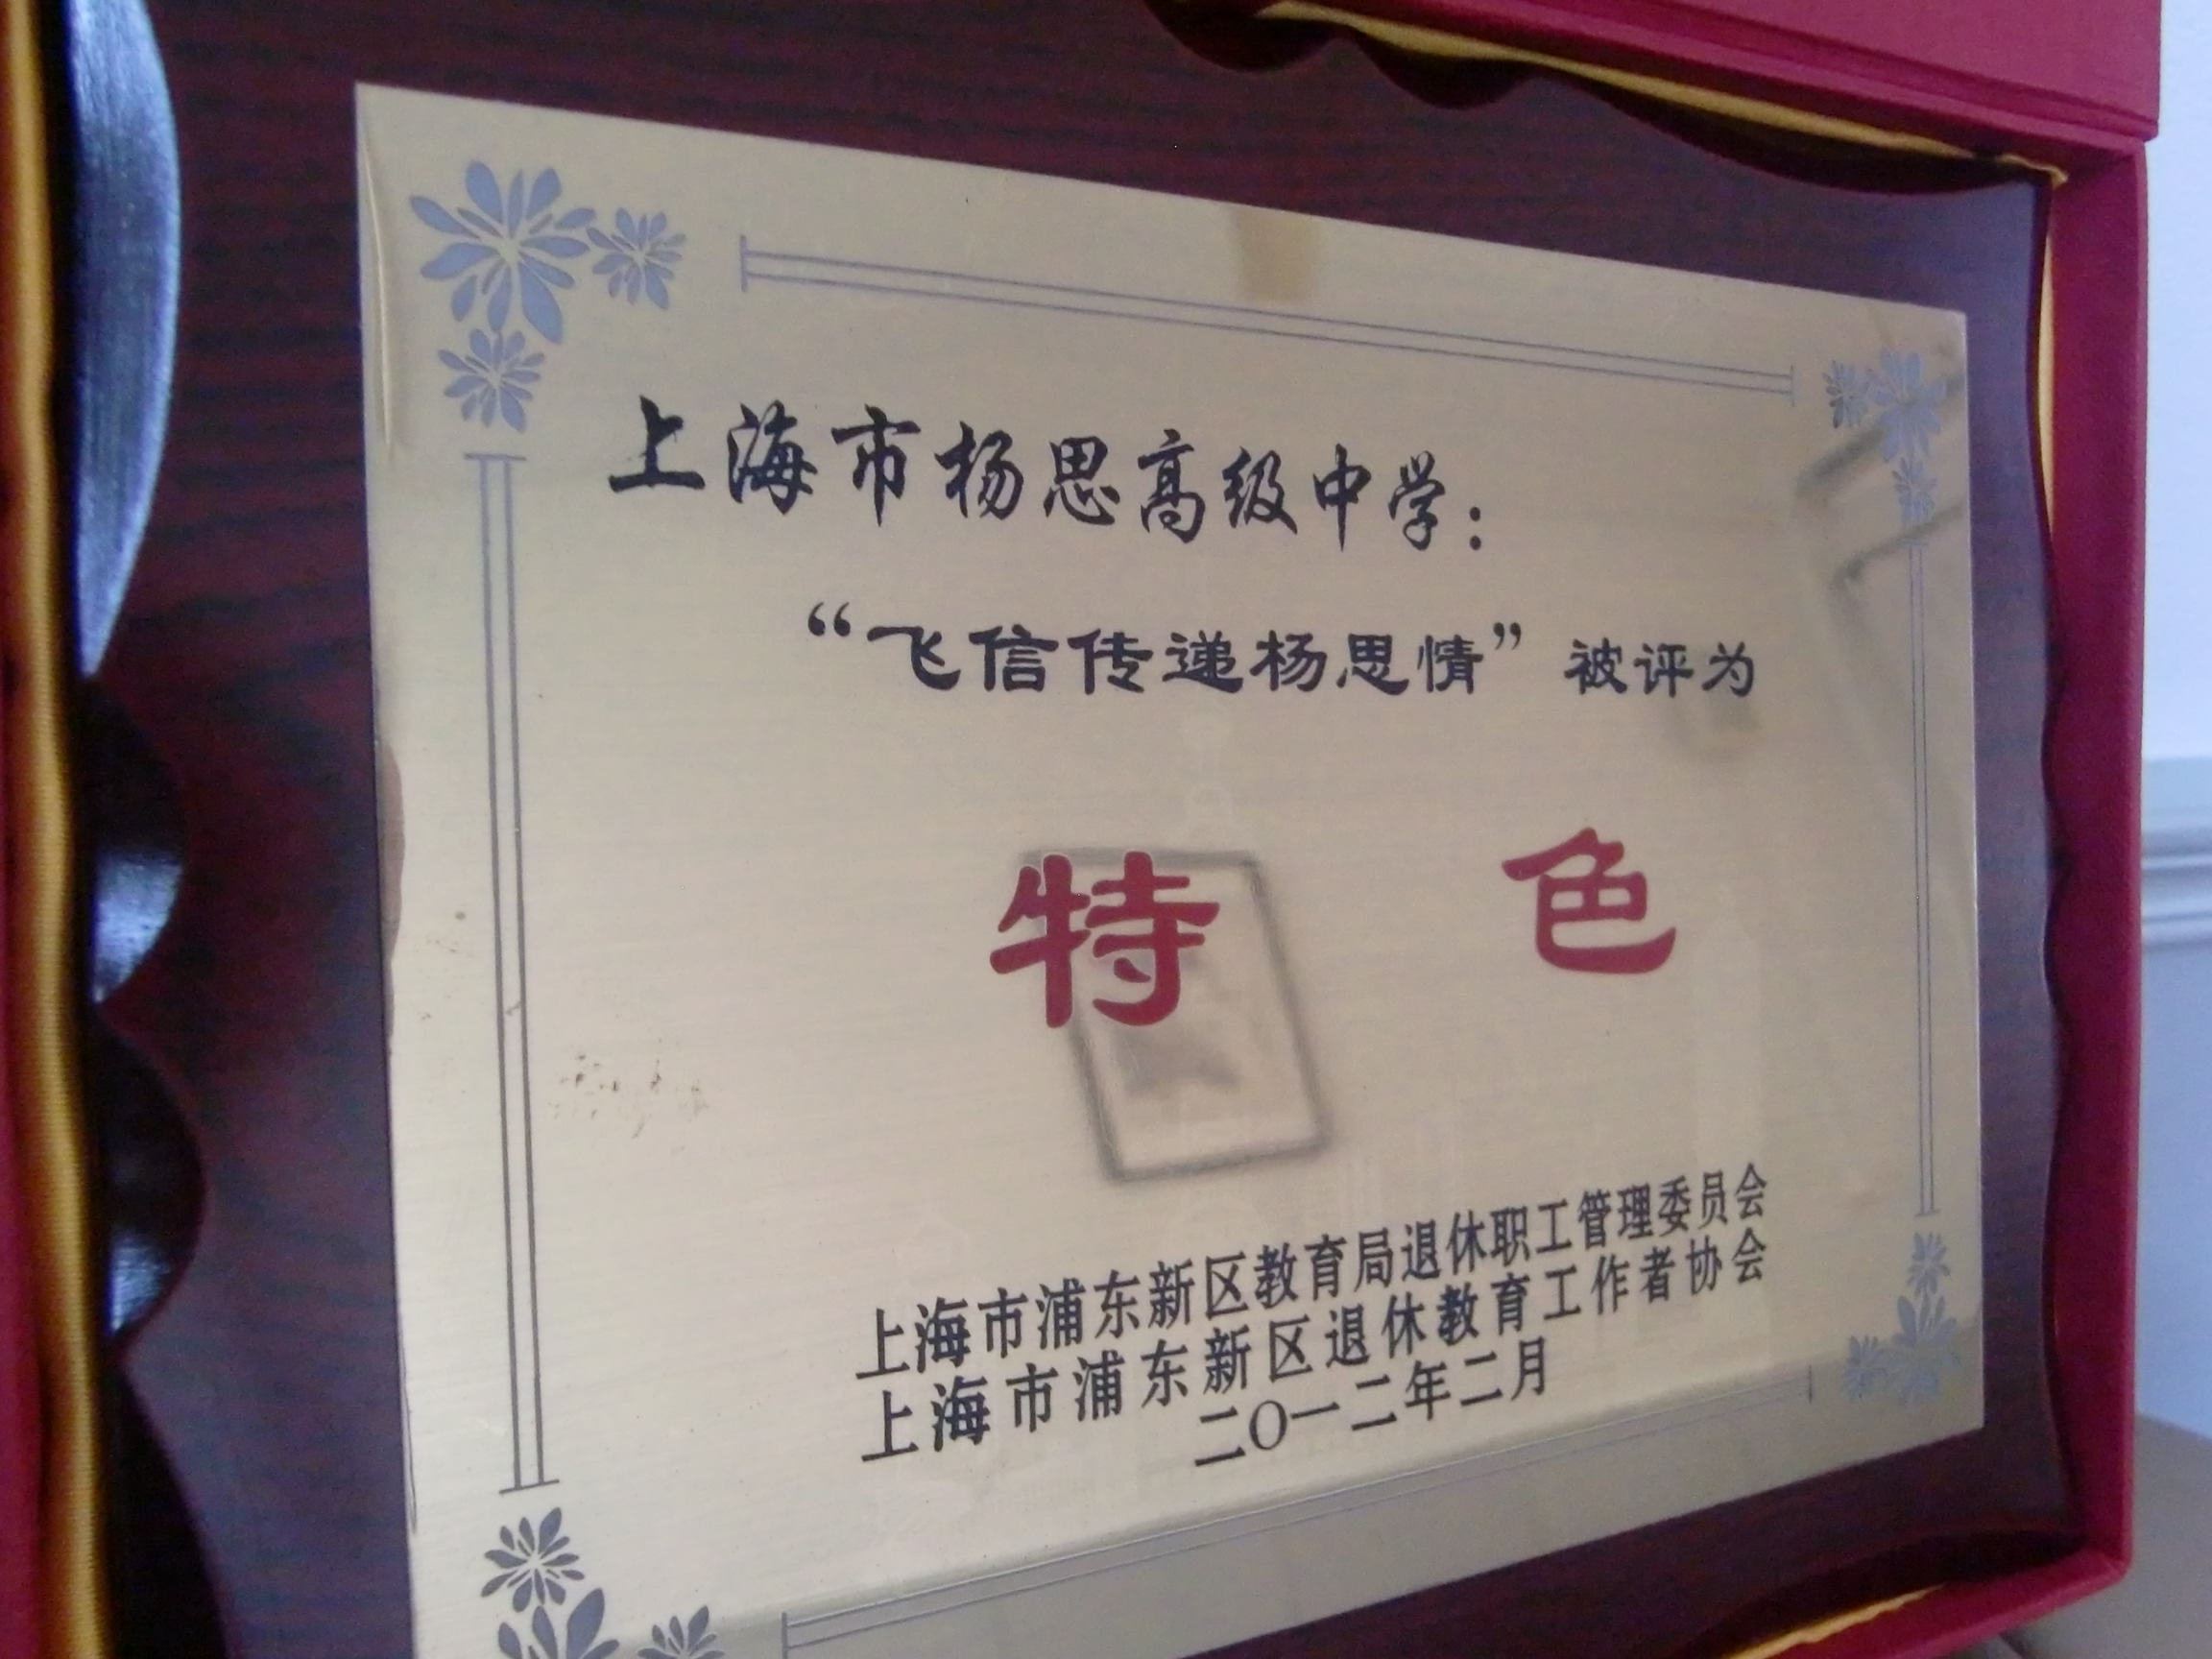 上海市杨思高级中学：
“飞信传递杨思情”被评为
特色
上海市浦东新区教育局退休职工管理委员会
上海市浦东新区退休教育工作者协会
二〇一二年二月